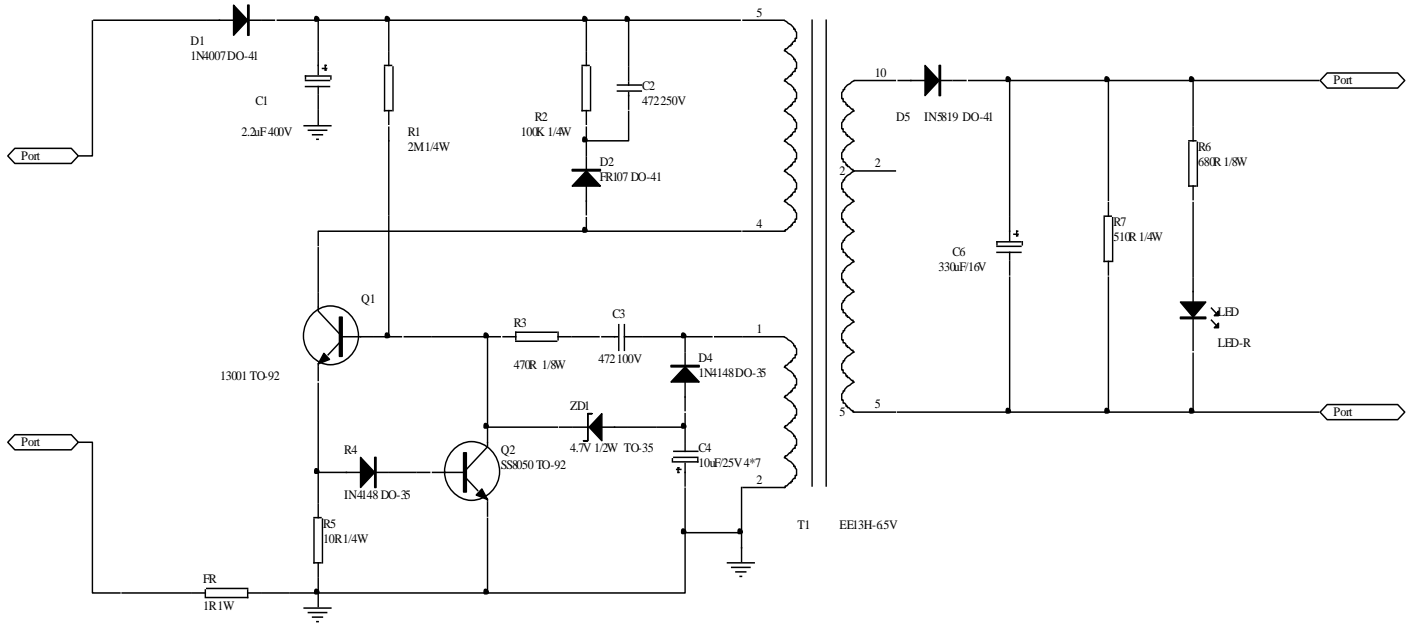 5
D1
1N4007 DO-41
C1
2.2uF 400V
R1
2M 1/4W
R2
100K 1/4W
C2
472 250V
D2
FR107 DO-41
Port
4
10
D5 IN5819 DO-41
Port
2
2
R6
680R 1/8W
R7
510R 1/4W
C6
330uF/16V
LED
LED-R
Q1
13001 TO-92
R3
470R 1/8W
C3
472 100V
1
D4
1N4148 DO-35
ZD1
4.7V 1/2W TO-35
C4
10uF/25V 4*7
5
5
Port
Port
R4
IN4148 DO-35
Q2
SS8050 TO-92
2
T1 EE13H-6.5V
R5
10R 1/4W
FR
1R 1W